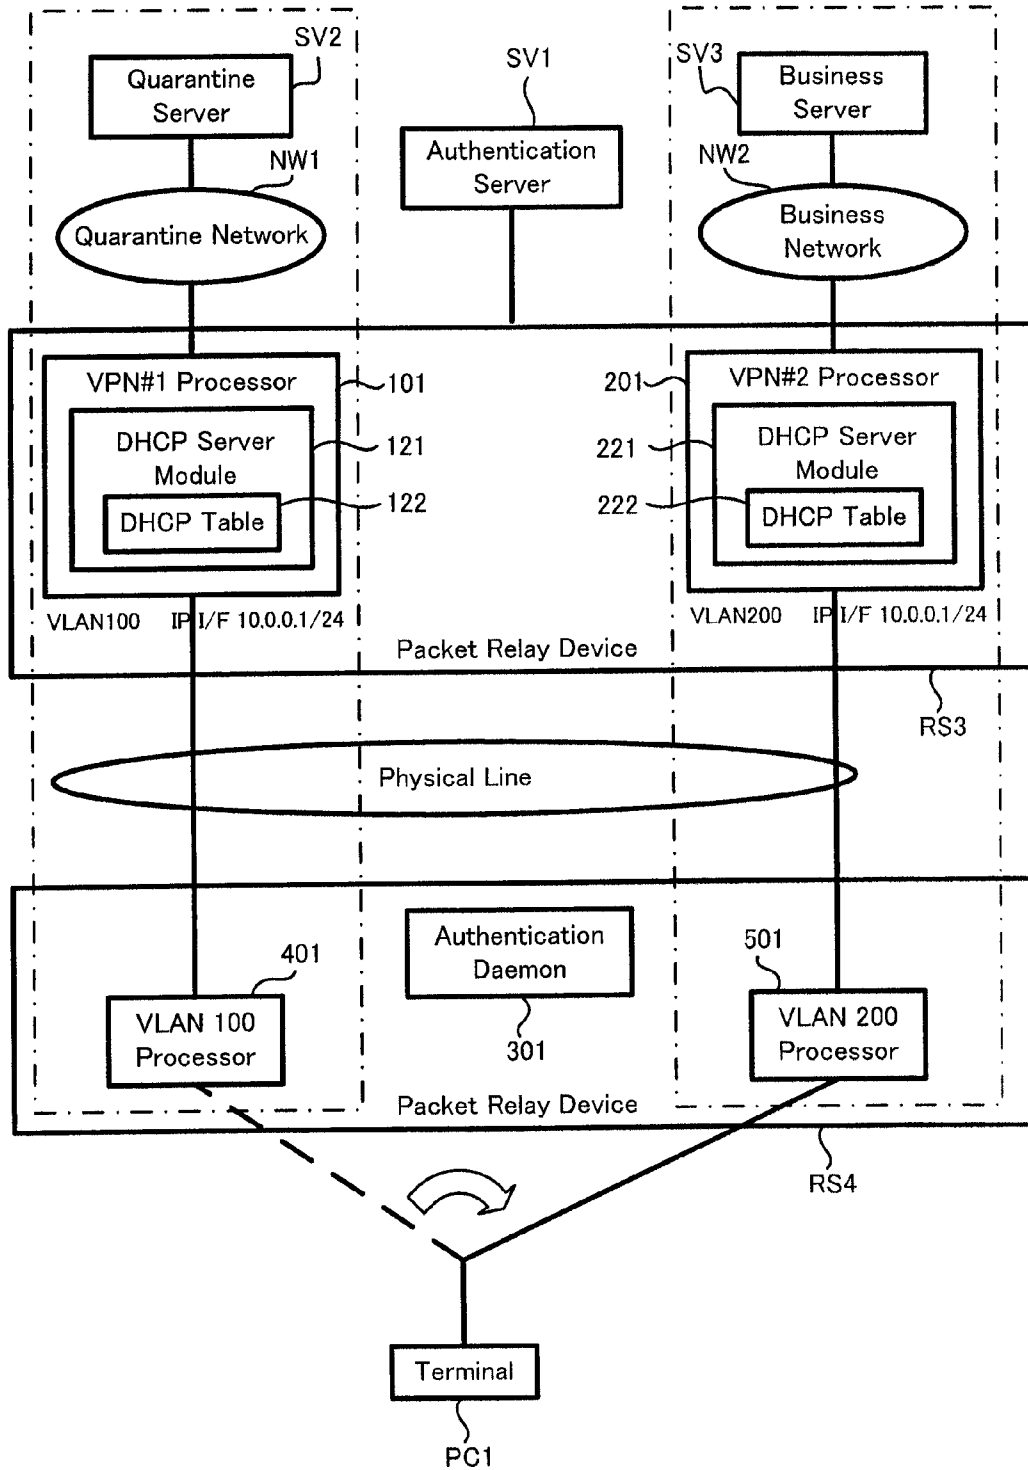 SV2
SV1
SV3
Quarantine
Server
Business
Server
Authentication
Server
NW1
NW2
Quarantine Network
Business
Network
VPN#1 Processor
101
201
VPN#2 Processor
DHCP Server
Module
121
221
DHCP Server
Module
DHCP Table
122
222
DHCP Table
VLAN100 IP I/F 10.0.0.1/24
VLAN200 IP I/F 10.0.0.1/24
Packet Relay Device
RS3
Physical Line
Authentication
Daemon
401
501
301
VLAN 100
Processor
VLAN 200
Processor
Packet Relay Device
RS4
Terminal
PC1